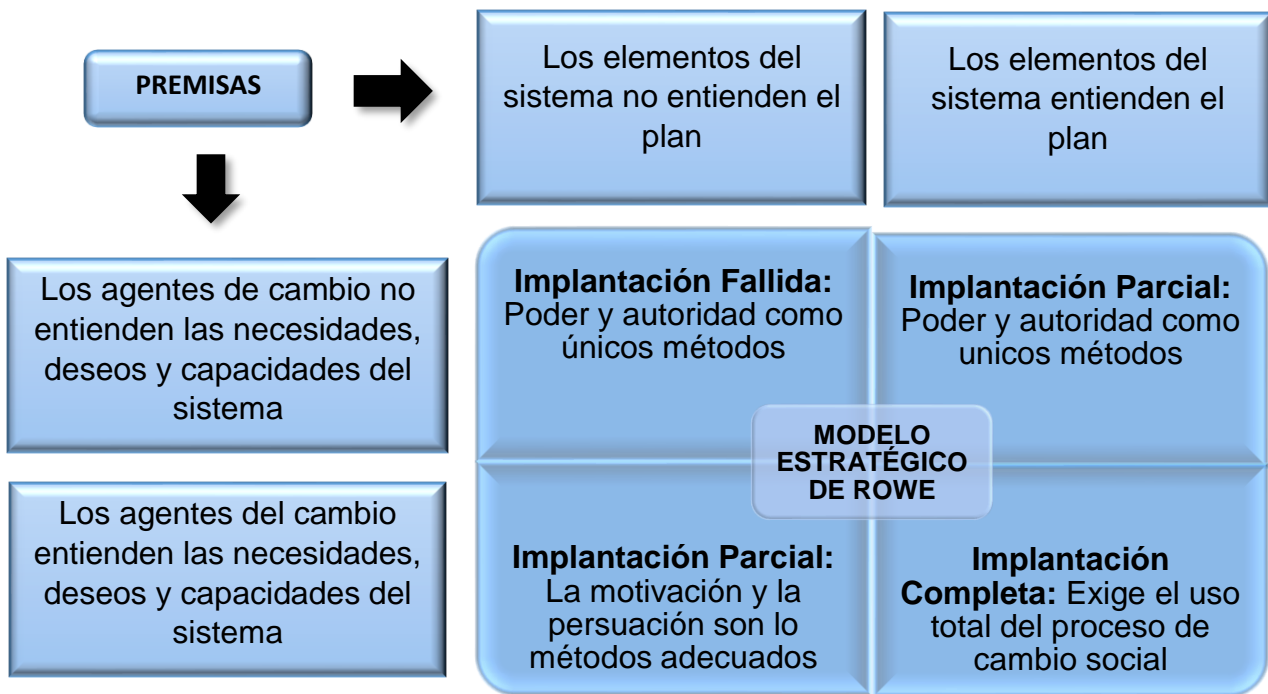 PREMISAS
Los elementos del
sistema no entienden el
plan
Los elementos del
sistema entienden el
plan
Los agentes de cambio no
entienden las necesidades,
deseos y capacidades del
sistema
Implantación Fallida:
Poder y autoridad como
únicos métodos
Implantación Parcial:
Poder y autoridad como
unicos métodos
MODELO
ESTRATÉGICO
DE ROWE
Los agentes del cambio
entienden las necesidades,
deseos y capacidades del
sistema
Implantación Parcial:
La motivación y la
persuación son lo
métodos adecuados
Implantación
Completa: Exige el uso
total del proceso de
cambio social